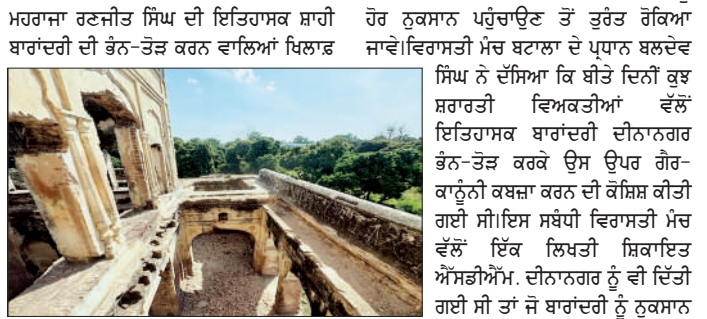 ਮਹਰਾਜਾ ਰਣਜੀਤ ਸਿੰਘ ਦੀ ਇਤਿਹਾਸਕ ਸ਼ਾਹੀ
ਬਾਰਾਂਦਰੀ ਦੀ ਭੰਨ-ਤੋੜ ਕਰਨ ਵਾਲਿਆਂ ਖਿਲਾਫ਼
ਹੋਰ ਨੁਕਸਾਨ ਪਹੁੰਚਾਉਣ ਤੋਂ ਤੁਰੰਤ ਰੋਕਿਆ
ਜਾਵੇ।ਵਿਰਾਸਤੀ ਮੰਚ ਬਟਾਲਾ ਦੇ ਪ੍ਰਧਾਨ ਬਲਦੇਵ
ਸਿੰਘ ਨੇ ਦੱਸਿਆ ਕਿ ਬੀਤੇ ਦਿਨੀਂ ਕੁਝ
ਸ਼ਰਾਰਤੀ ਵਿਅਕਤੀਆਂ ਵੱਲੋਂ
ਇਤਿਹਾਸਕ ਬਾਰਾਂਦਰੀ ਦੀਨਾਨਗਰ
ਭੰਨ-ਤੋੜ ਕਰਕੇ ਉਸ ਉਪਰ ਗੈਰ-
ਕਾਨੂੰਨੀ ਕਬਜ਼ਾ ਕਰਨ ਦੀ ਕੋਸ਼ਿਸ਼ ਕੀਤੀ
ਗਈ ਸੀ।ਇਸ ਸਬੰਧੀ ਵਿਰਾਸਤੀ ਮੰਚ
ਵੱਲੋਂ ਇੱਕ ਲਿਖਤੀ ਸ਼ਿਕਾਇਤ
ਐੱਸਡੀਐੱਮ. ਦੀਨਾਨਗਰ ਨੂੰ ਵੀ ਦਿੱਤੀ
ਗਈ ਸੀ ਤਾਂ ਜੋ ਬਾਰਾਂਦਰੀ ਨੂੰ ਨੁਕਸਾਨ